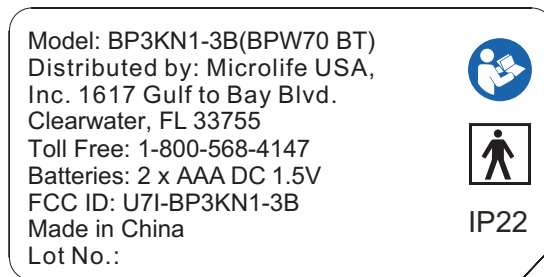 Model: BP3KN1-3B(BPW70 BT)
Distributed by: Microlife USA,
Inc. 1617 Gulf to Bay Blvd.
Clearwater, FL 33755
Toll Free: 1-800-568-4147
Batteries: 2 x AAA DC 1.5V
FCC ID: U7I-BP3KN1-3B
Made in China
Lot No.:
IP22